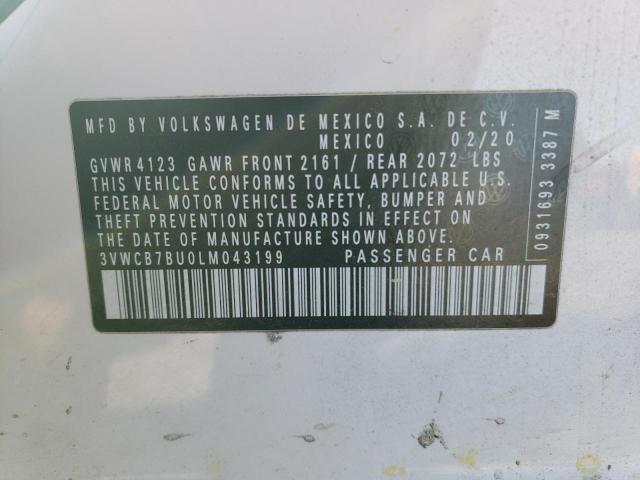 MFD BY VOLKSWAGEN DE MEXICO S.A. DE C.V.
MEXICO 02/20
GVWR 4123 GAWR FRONT 2161 / REAR 2072 LBS
THIS VEHICLE CONFORMS TO ALL APPLICABLE U.S.
FEDERAL MOTOR VEHICLE SAFETY, BUMPER AND
THEFT PREVENTION STANDARDS IN EFFECT ON
THE DATE OF MANUFACTURE SHOWN ABOVE.
3VWCB7BU0LM043199 PASSENGER CAR
0931693 3387 M